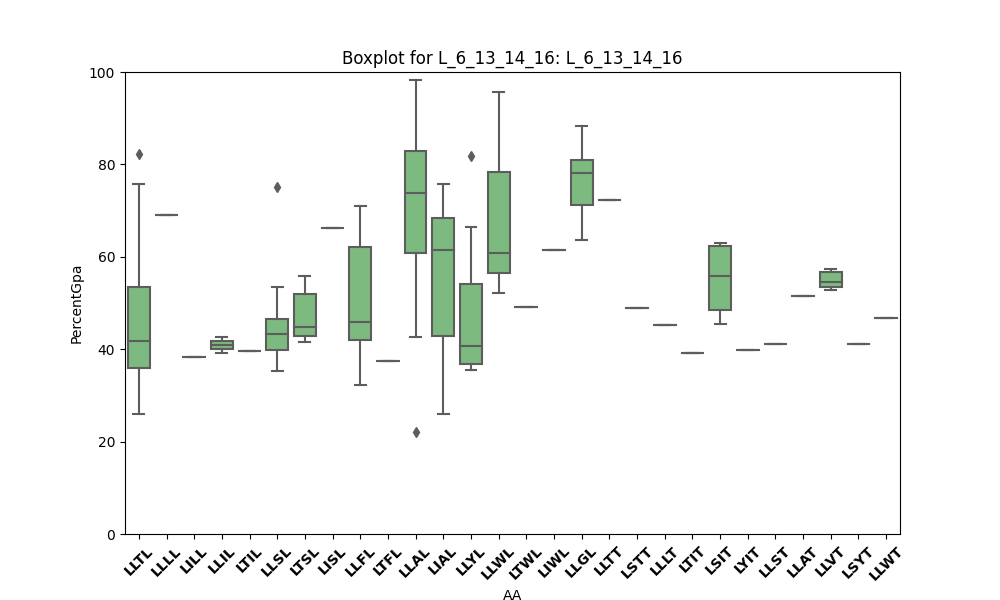 Boxplot for L_6_13_14_16: L_6_13_14_16
100
80
60
40
20
0
PercentGpa
LLTL LLLL LILL LLIL LTIL LLSL LTSL LISL LLFL LTFL LLAL LIAL LLYL LLWL LTWL LIWL LLGL LLTT LSTT LLLT LTIT LSIT LYIT LLST LLAT LLVT LSYT LLWT
AA